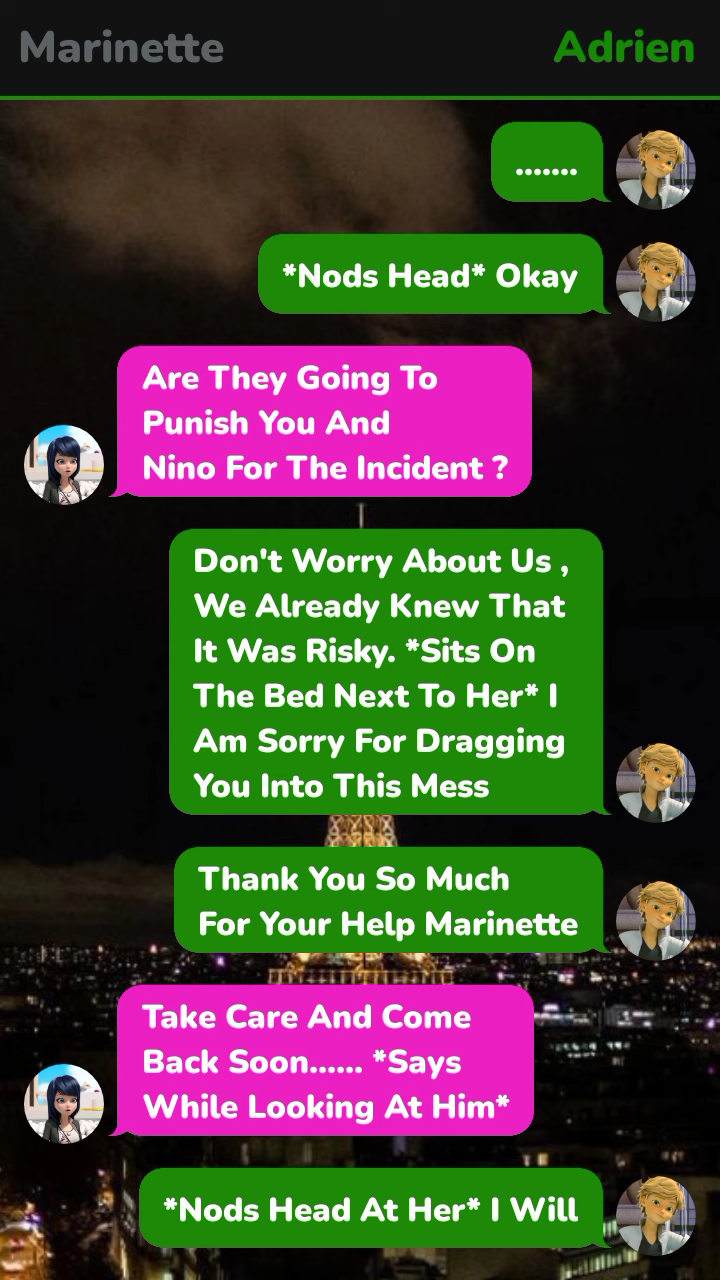 Marinette
Adrien
.......
*Nods Head* Okay
Are They Going To
Punish You And
Nino For The Incident ?
Don't Worry About Us ,
We Already Knew That
It Was Risky. *Sits On
The Bed Next To Her* I
Am Sorry For Dragging
You Into This Mess
Thank You So Much
For Your Help Marinette
Take Care And Come
Back Soon...... *Says
While Looking At Him*
*Nods Head At Her* I Will